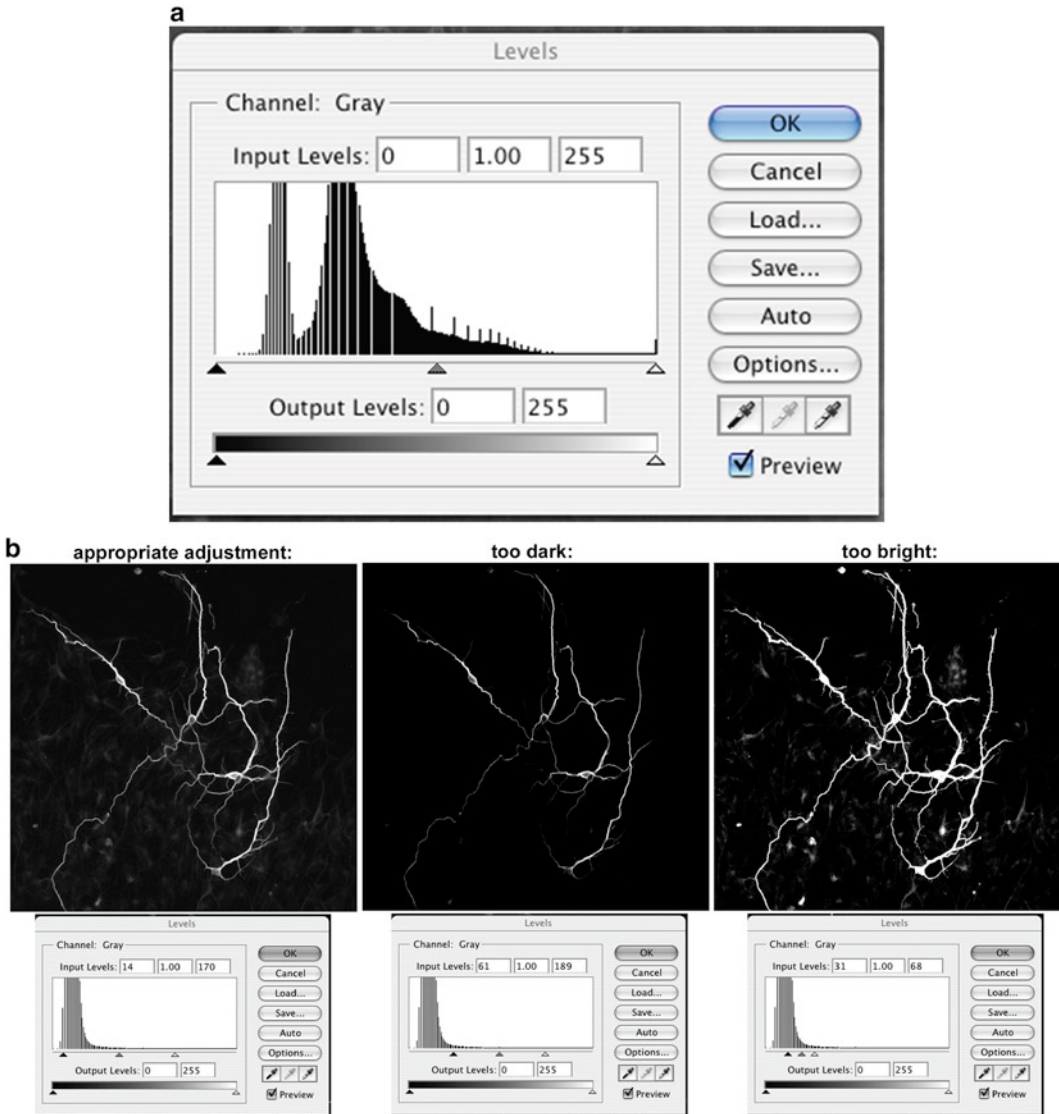 a
Levels
Channel: Gray
Input Levels: 0 1.00 255
Output Levels: 0 255
OK
Cancel
Load...
Save...
Auto
Options...
Preview
b
appropriate adjustment:
too dark:
too bright:
Levels
Channel: Gray
Input Levels: 14 1.00 170
Output Levels: 0 255
OK
Cancel
Load...
Save...
Auto
Options...
Preview
Levels
Channel: Gray
Input Levels: 61 1.00 189
Output Levels: 0 255
OK
Cancel
Load...
Save...
Auto
Options...
Preview
Levels
Channel: Gray
Input Levels: 31 1.00 68
Output Levels: 0 255
OK
Cancel
Load...
Save...
Auto
Options...
Preview